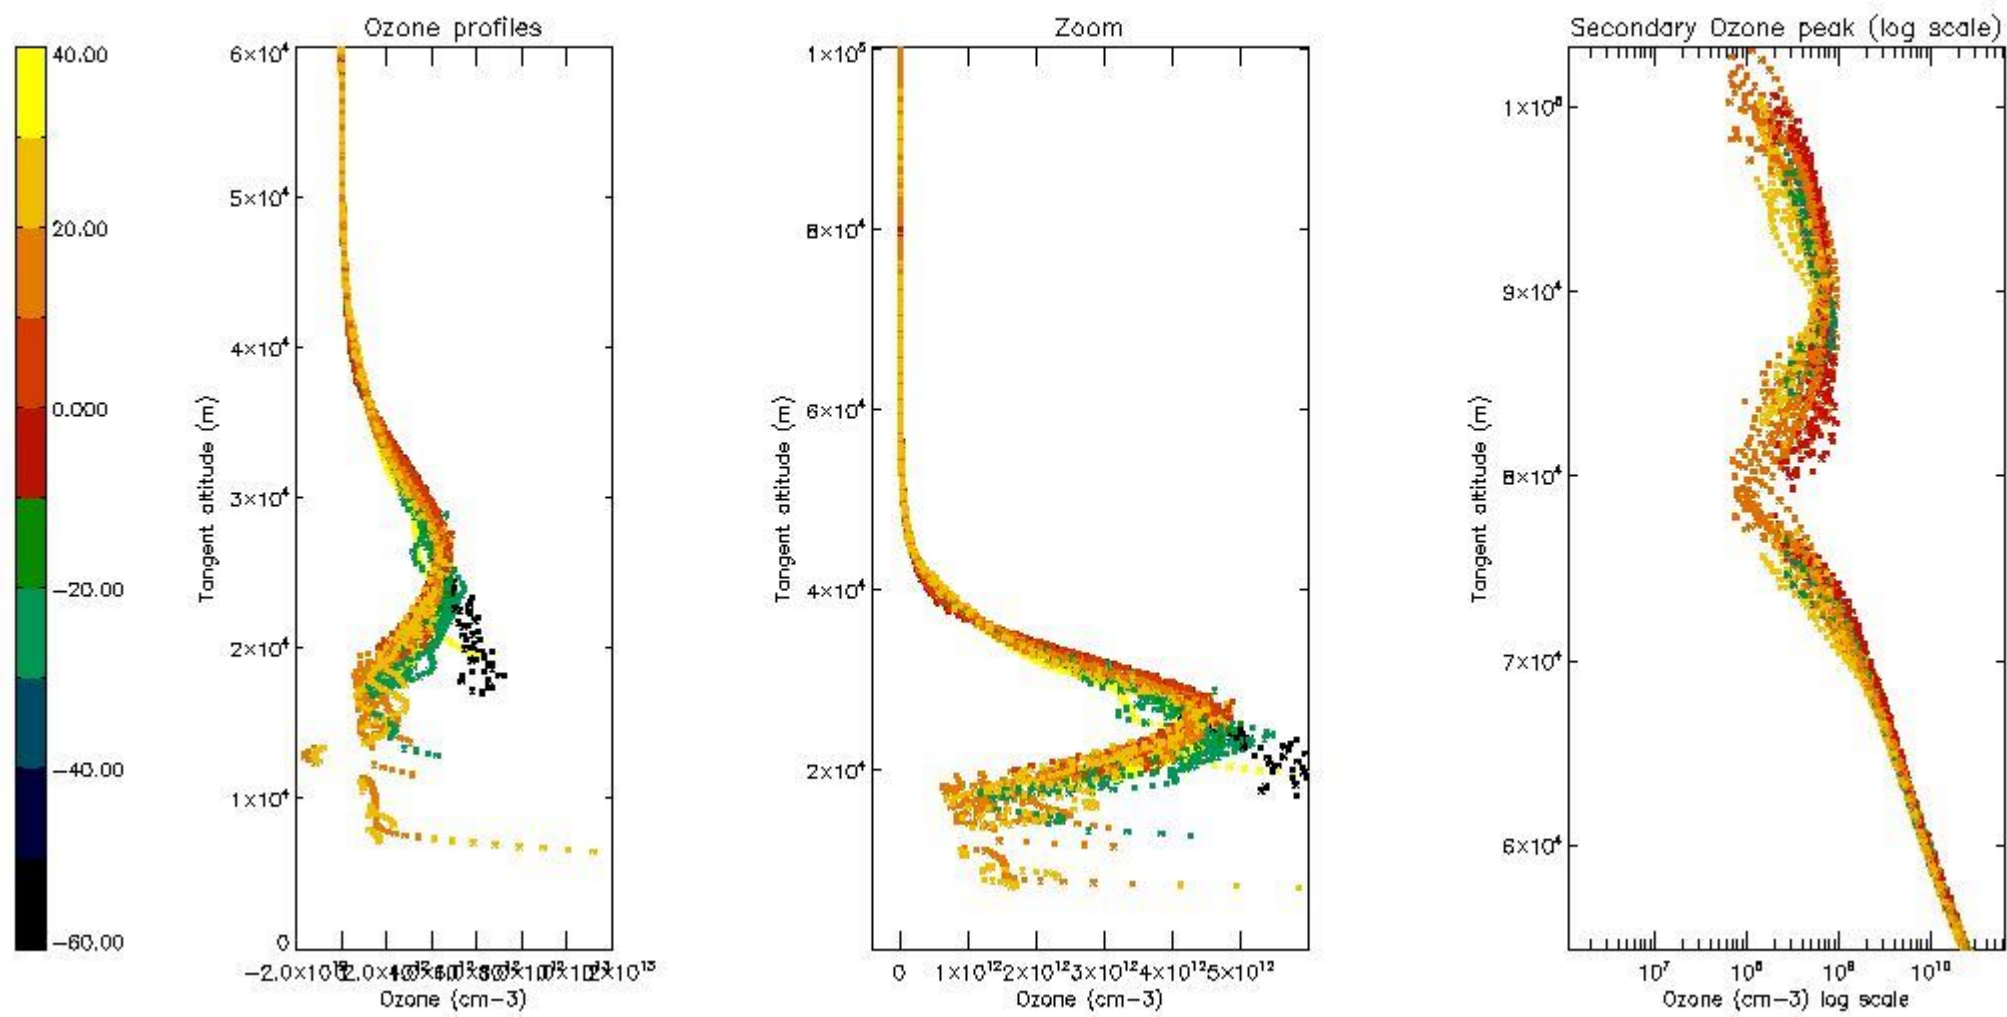 Ozone profiles
Zoom
Secondary Ozone peak (log scale)
40.00
20.00
0.000
−20.00
−40.00
−60.00
6×10⁴
5×10⁴
4×10⁴
3×10⁴
2×10⁴
1×10⁴
0
Tangent altitude (m)
Ozone (cm−3)
1×10⁵
8×10⁴
6×10⁴
4×10⁴
2×10⁴
Tangent altitude (m)
0 1×10¹² 2×10¹² 3×10¹² 4×10¹² 5×10¹²
Ozone (cm−3)
9×10⁴
8×10⁴
7×10⁴
6×10⁴
Tangent altitude (m)
10⁷ 10⁸ 10⁹ 10¹⁰
Ozone (cm−3) log scale